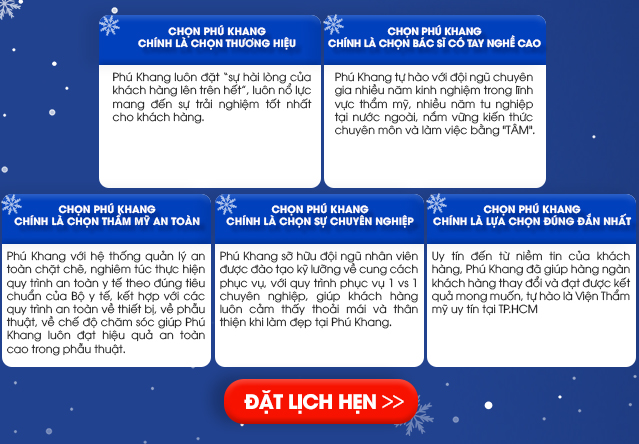 CHỌN PHÚ KHANG
CHÍNH LÀ CHỌN THƯƠNG HIỆU
Phú Khang luôn đặt "sự hài lòng của
khách hàng lên trên hết", luôn nỗ lực
mang đến sự trải nghiệm tốt nhất
cho khách hàng.
CHỌN PHÚ KHANG
CHÍNH LÀ CHỌN BÁC SĨ CÓ TAY NGHỀ CAO
Phú Khang tự hào với đội ngũ chuyên
gia nhiều năm kinh nghiệm trong lĩnh
vực thẩm mỹ, nhiều năm tu nghiệp
tại nước ngoài, nắm vững kiến thức
chuyên môn và làm việc bằng "TÂM".
CHỌN PHÚ KHANG
CHÍNH LÀ CHỌN THẨM MỸ AN TOÀN
Phú Khang với hệ thống quản lý an
toàn chặt chẽ, nghiêm túc thực hiện
quy trình an toàn y tế theo đúng tiêu
chuẩn của Bộ y tế, kết hợp với các
quy trình an toàn về thiết bị, về phẫu
thuật, về chế độ chăm sóc giúp Phú
Khang luôn đạt hiệu quả an toàn
cao trong phẫu thuật.
CHỌN PHÚ KHANG
CHÍNH LÀ CHỌN SỰ CHUYÊN NGHIỆP
Phú Khang sỡ hữu đội ngũ nhân viên
được đào tạo kỹ lưỡng về cung cách
phục vụ, với quy trình phục vụ 1 vs 1
chuyên nghiệp, giúp khách hàng
luôn cảm thấy thoải mái và thân
thiện khi làm đẹp tại Phú Khang.
CHỌN PHÚ KHANG
CHÍNH LÀ LỰA CHỌN ĐÚNG ĐẮN NHẤT
Uy tín đến từ niềm tin của khách
hàng, Phú Khang đã giúp hàng ngàn
khách hàng thay đổi và đạt được kết
quả mong muốn, tự hào là Viện Thẩm
mỹ uy tín tại TP.HCM
ĐẶT LỊCH HẸN >>